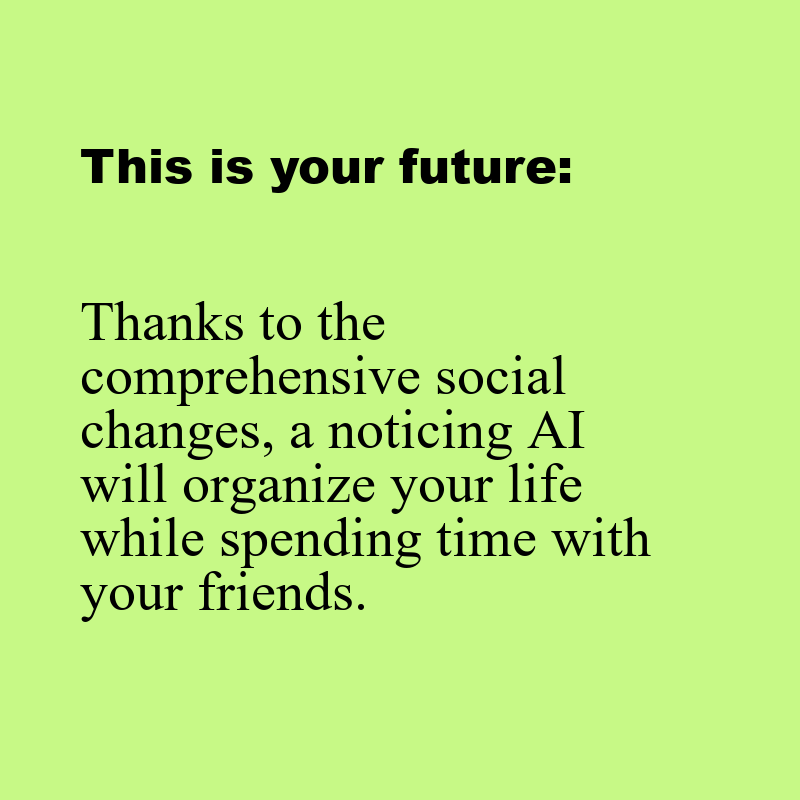 This is your future:
Thanks to the
comprehensive social
changes, a noticing AI
will organize your life
while spending time with
your friends.